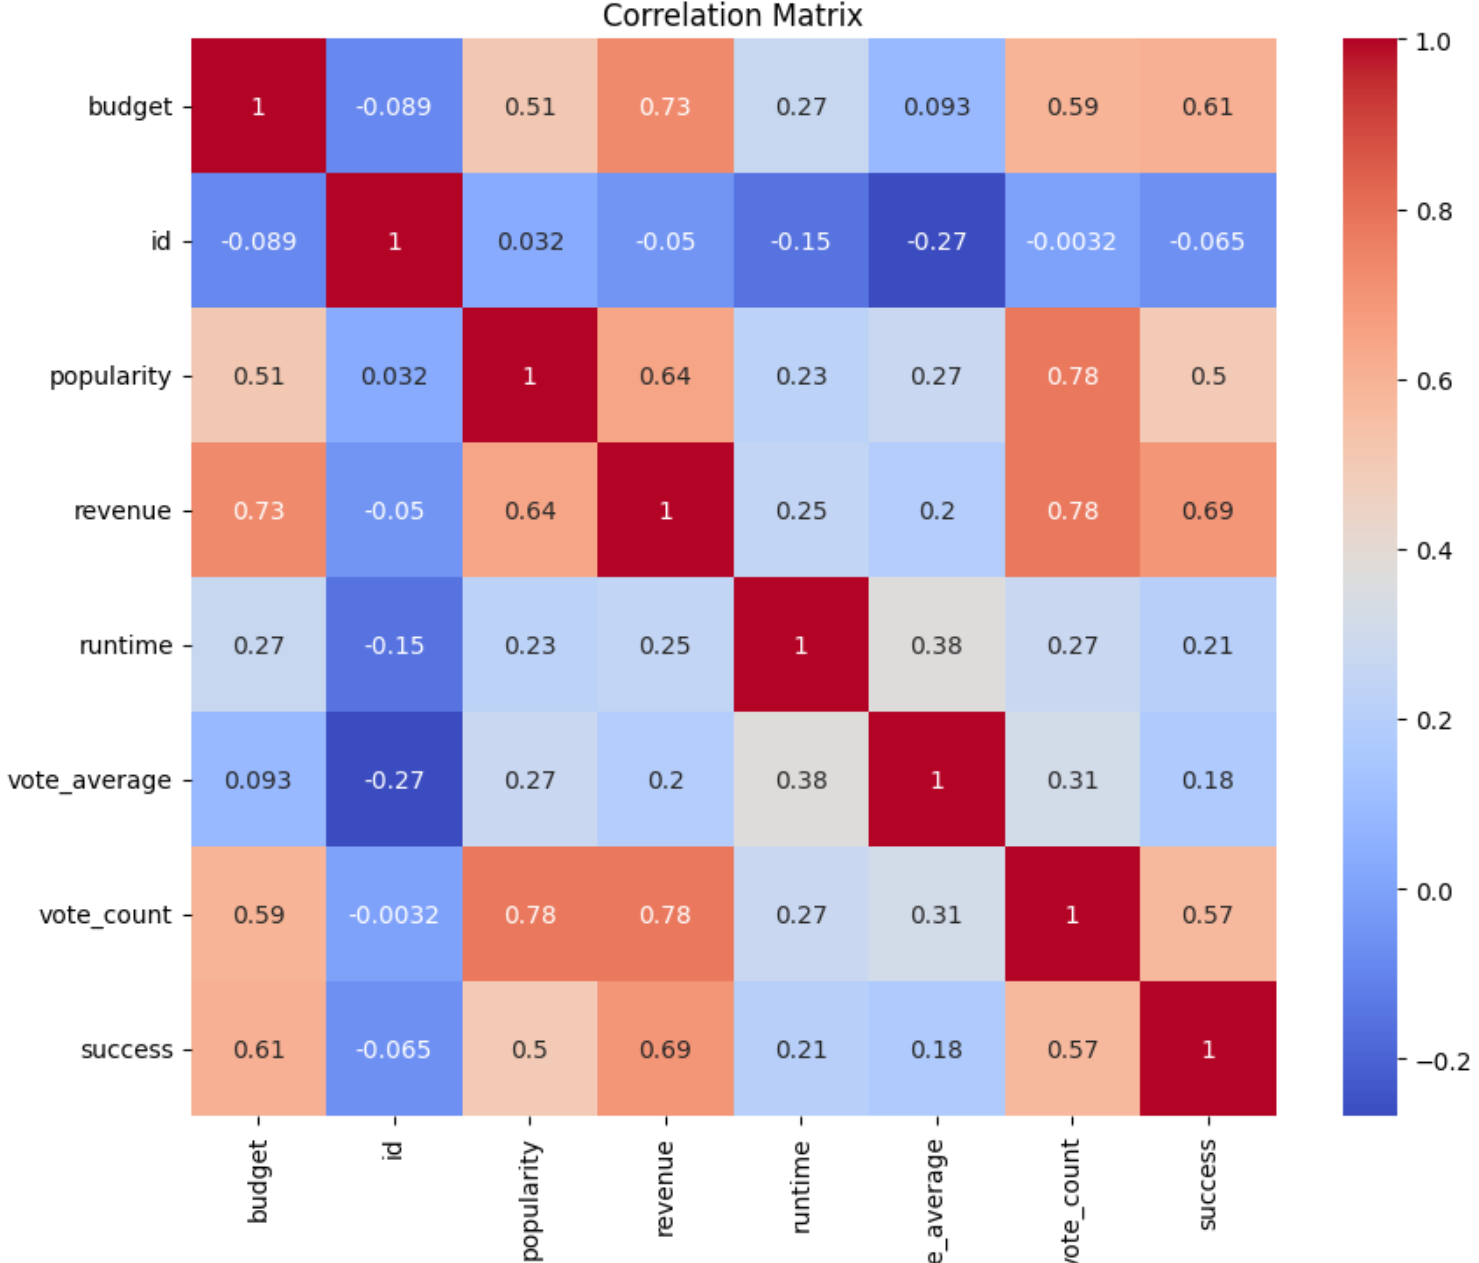 Correlation Matrix
budget 1 -0.089 0.51 0.73 0.27 0.093 0.59 0.61
id -0.089 1 0.032 -0.05 -0.15 -0.27 -0.0032 -0.065
popularity 0.51 0.032 1 0.64 0.23 0.27 0.78 0.5
revenue 0.73 -0.05 0.64 1 0.25 0.2 0.78 0.69
runtime 0.27 -0.15 0.23 0.25 1 0.38 0.27 0.21
vote_average 0.093 -0.27 0.27 0.2 0.38 1 0.31 0.18
vote_count 0.59 -0.0032 0.78 0.78 0.27 0.31 1 0.57
success 0.61 -0.065 0.5 0.69 0.21 0.18 0.57 1
budget
id
popularity
revenue
runtime
e_average
vote_count
success
1.0
0.8
0.6
0.4
0.2
0.0
−0.2